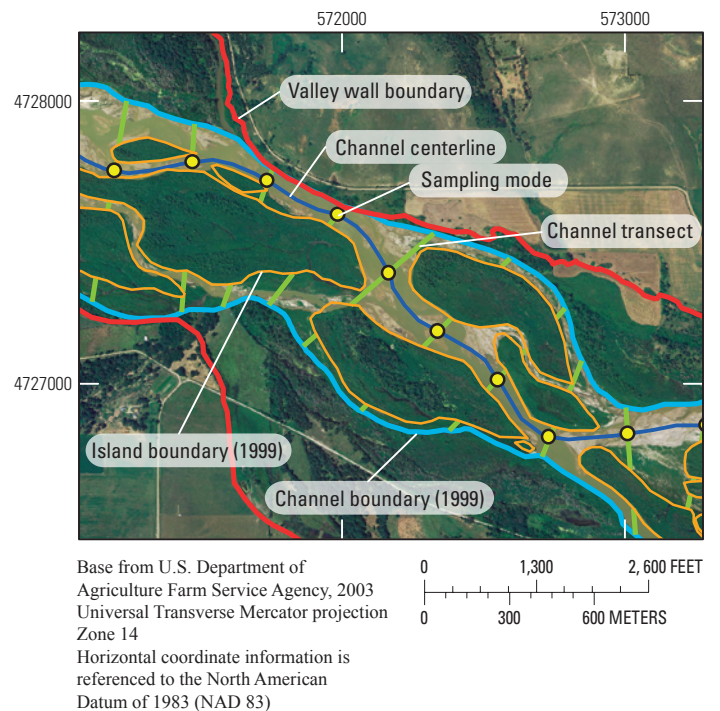 572000
573000
4728000
Valley wall boundary
Channel centerline
Sampling mode
Channel transect
4727000
Island boundary (1999)
Channel boundary (1999)
Base from U.S. Department of
Agriculture Farm Service Agency, 2003
Universal Transverse Mercator projection
Zone 14
Horizontal coordinate information is
referenced to the North American
Datum of 1983 (NAD 83)
0 1,300 2,600 FEET
0 300 600 METERS